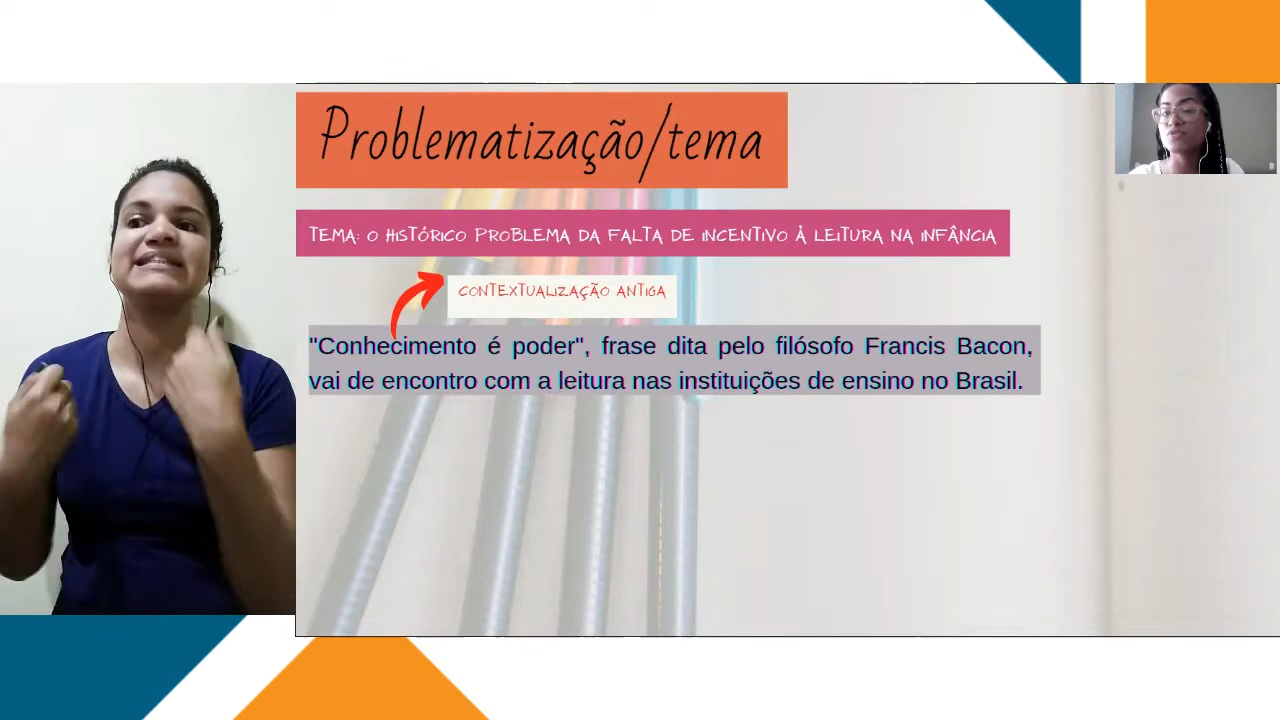 Problematização/tema
TEMA: O HISTÓRICO PROBLEMA DA FALTA DE INCENTIVO À LEITURA NA INFÂNCIA
CONTEXTUALIZAÇÃO ANTIGA
"Conhecimento é poder", frase dita pelo filósofo Francis Bacon,
vai de encontro com a leitura nas instituições de ensino no Brasil.